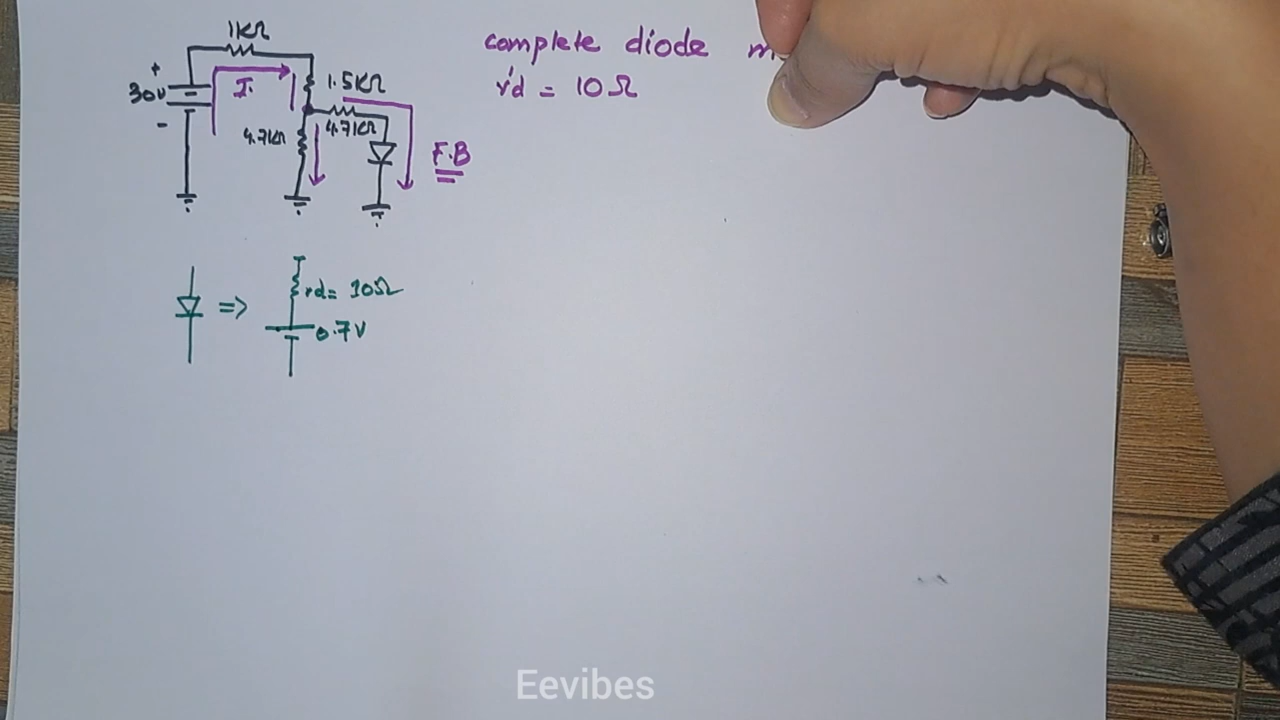 1KΩ
complete diode m
r'd = 10Ω
+
30v
I
1.5KΩ
4.7KΩ
4.7KΩ
-
F.B
=> rd= 10Ω
0.7V
Eevibes